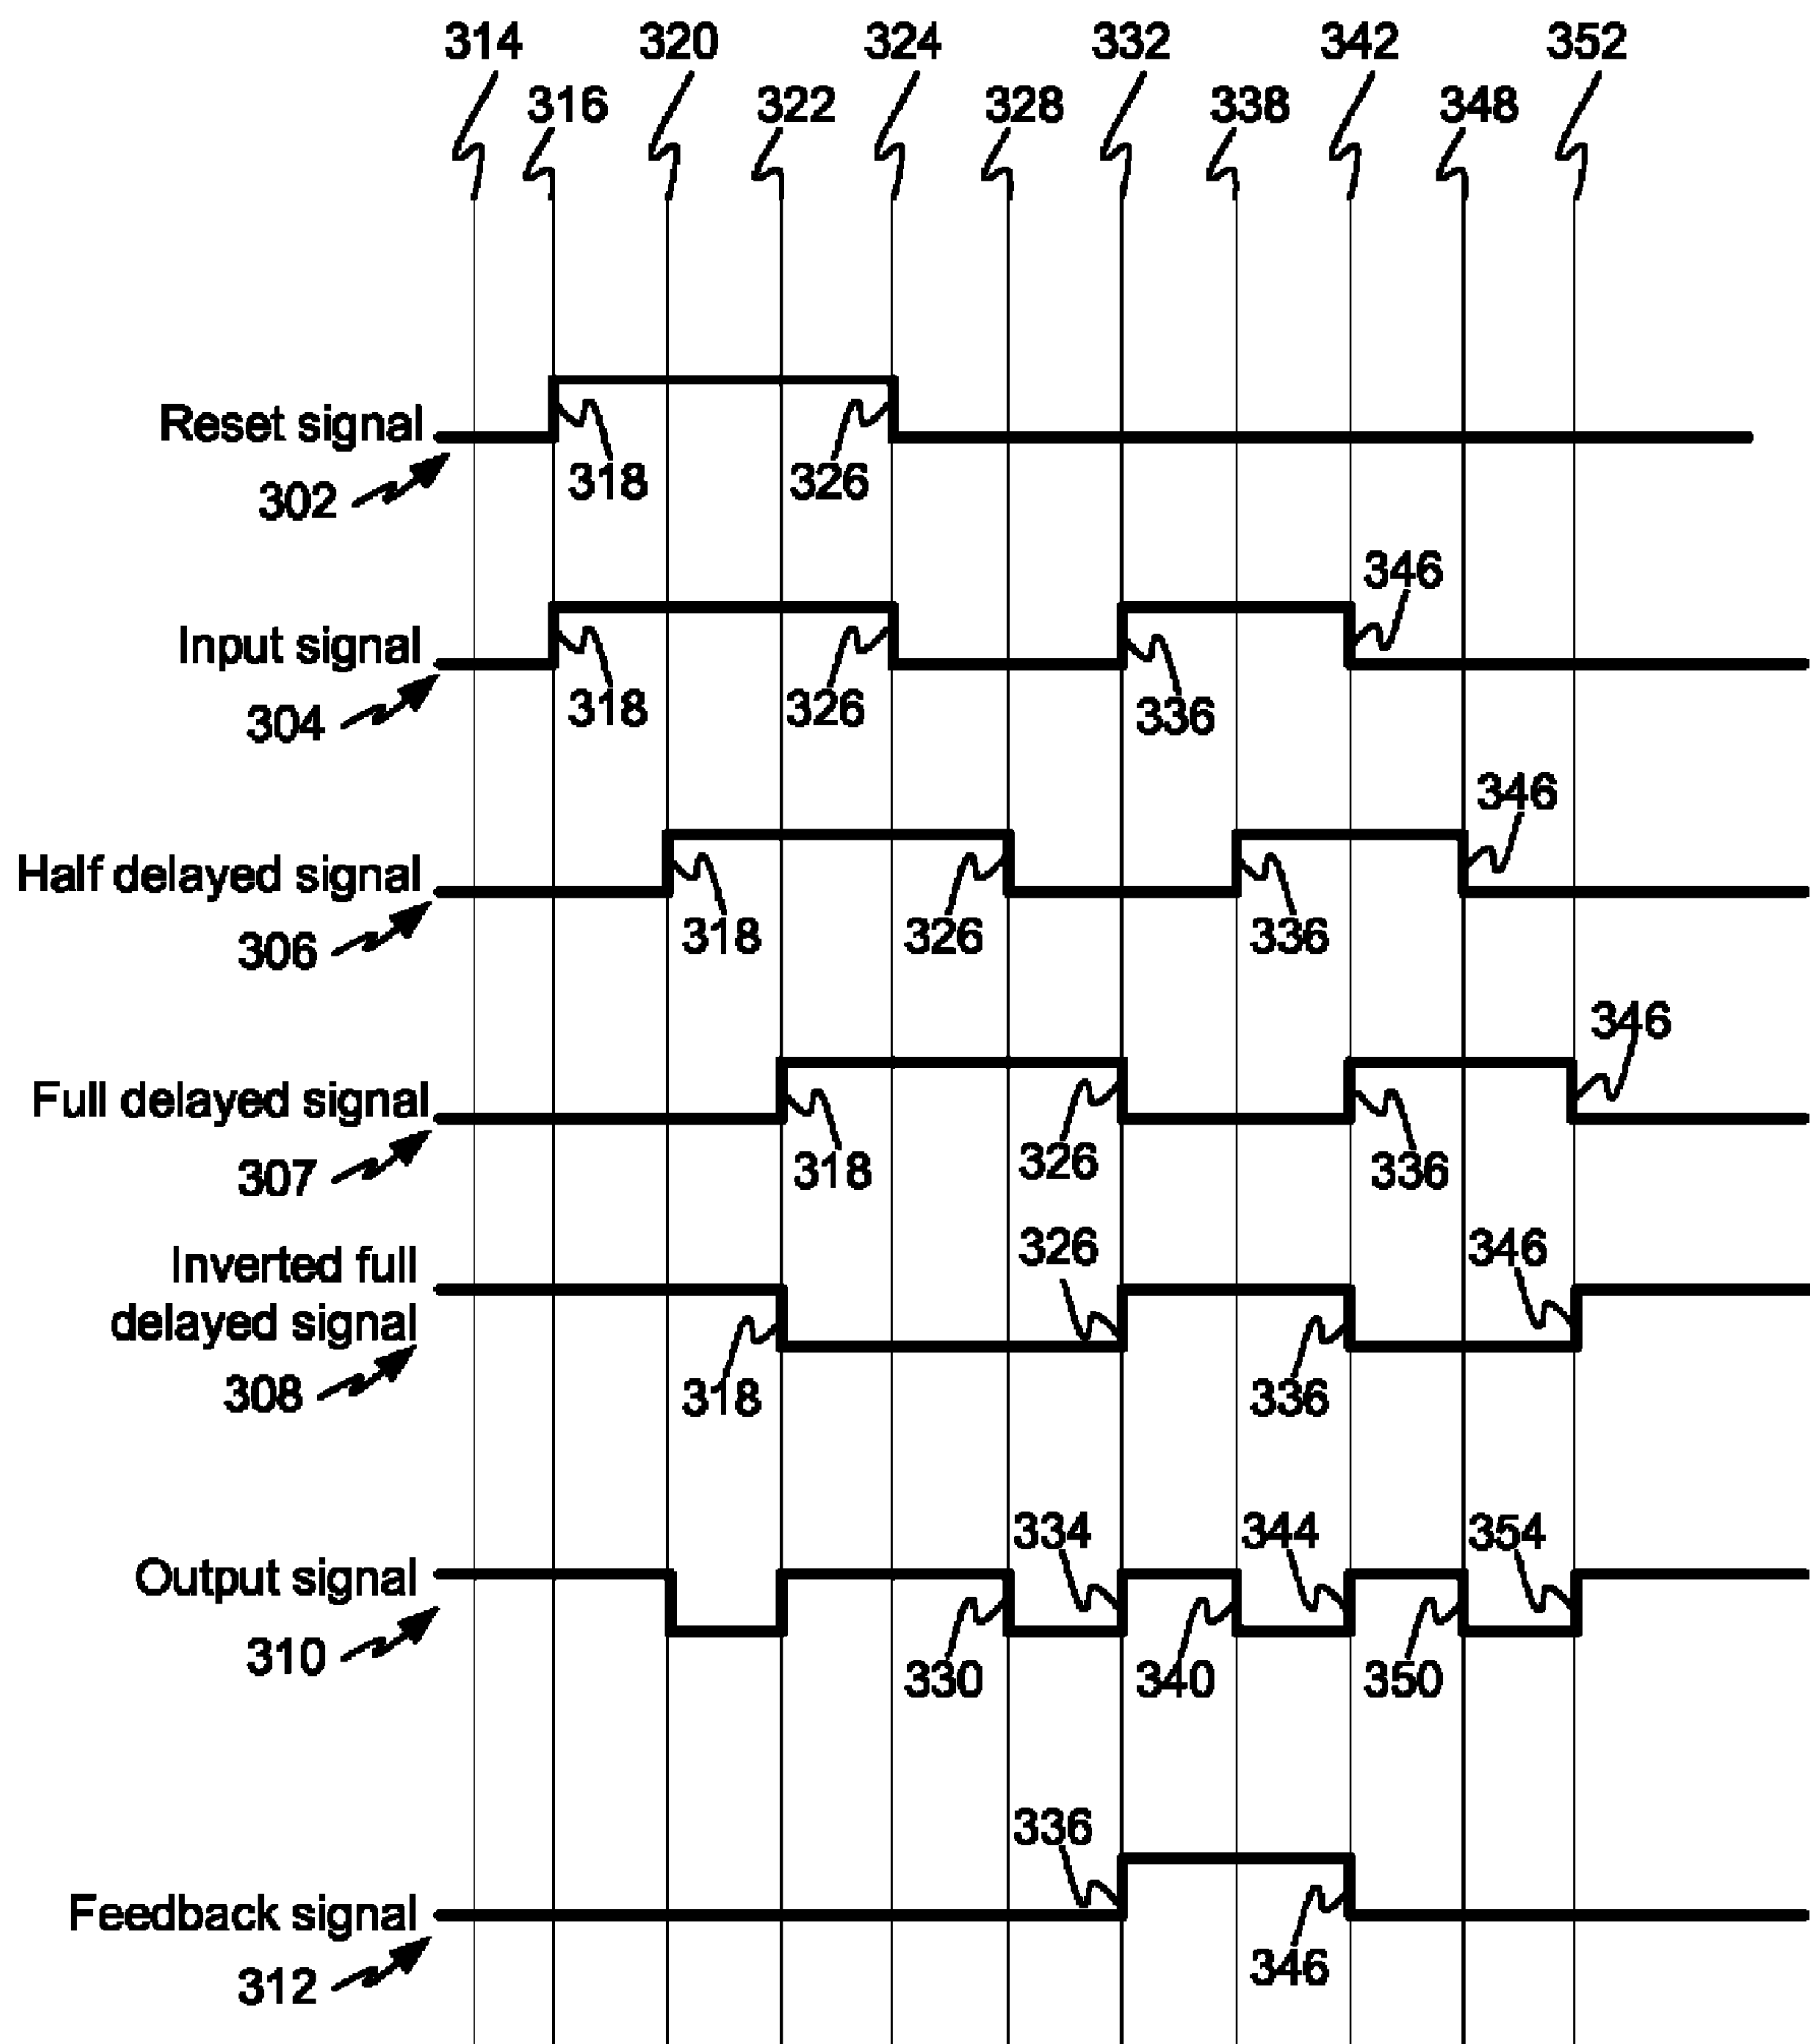 314 320 324 332 342 352
316 322 328 338 348
Reset signal
302
318 326
346
Input signal
304
318 326 336
346
Half delayed signal
306
318 326 336
346
Full delayed signal
307
318 326 336
Inverted full
delayed signal
308
326 346
318 336
334 344 354
Output signal
310
330 340 350
336
Feedback signal
312
346